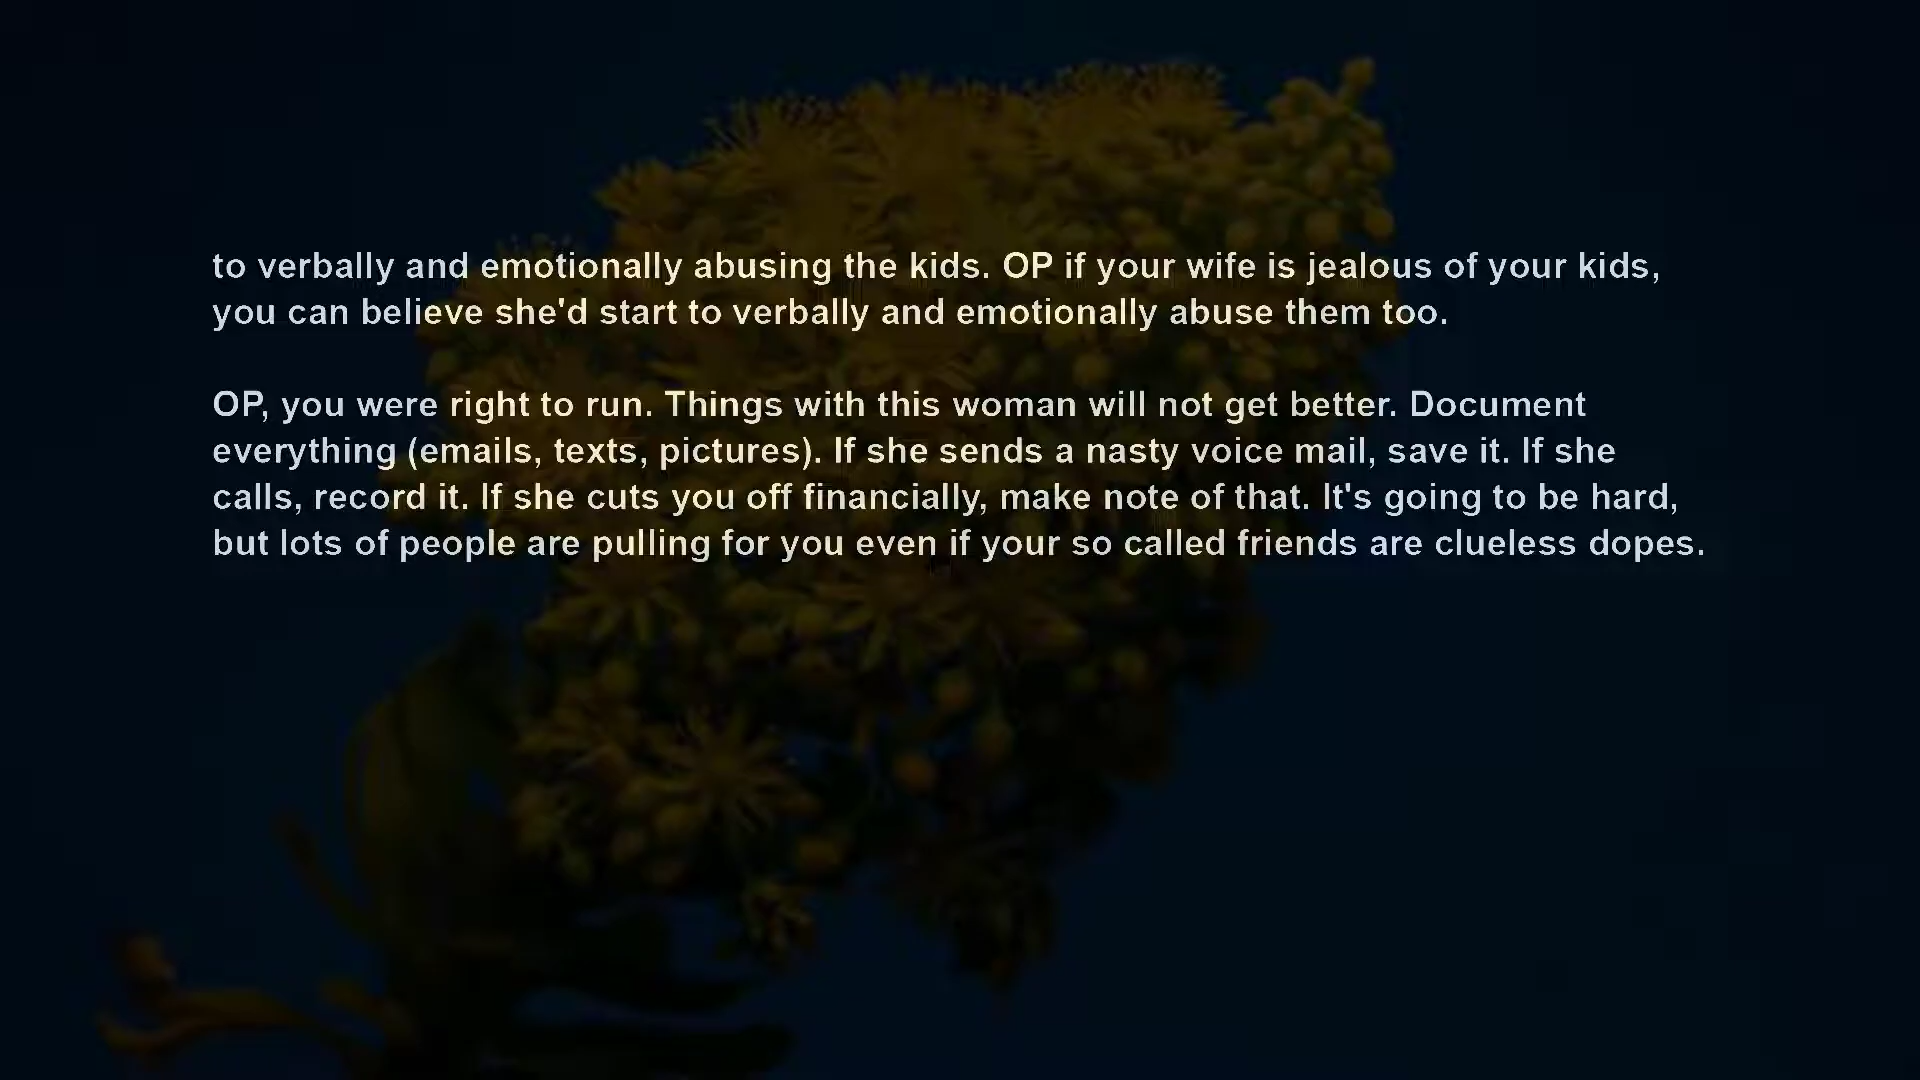 to verbally and emotionally abusing the kids. OP if your wife is jealous of your kids,
you can believe she'd start to verbally and emotionally abuse them too.
OP, you were right to run. Things with this woman will not get better. Document
everything (emails, texts, pictures). If she sends a nasty voice mail, save it. If she
calls, record it. If she cuts you off financially, make note of that. It's going to be hard,
but lots of people are pulling for you even if your so called friends are clueless dopes.